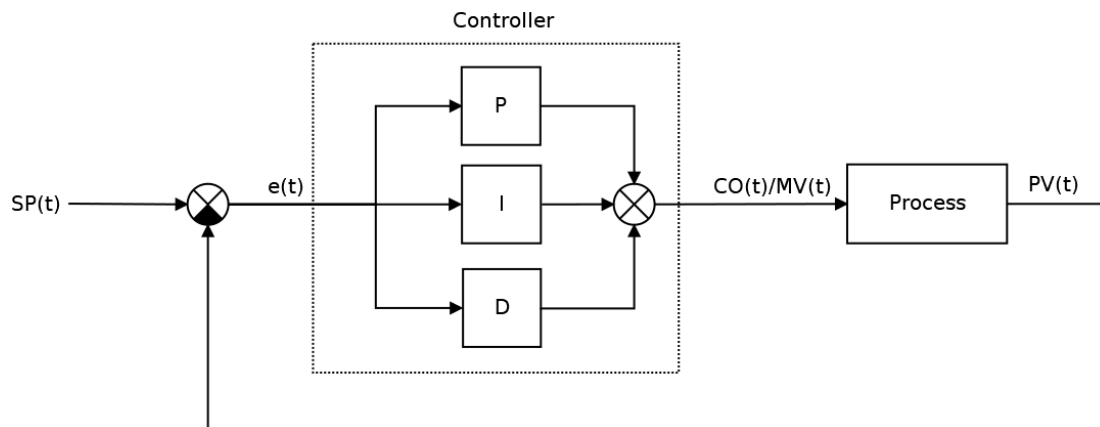 Controller
P
SP(t)
e(t)
I
CO(t)/MV(t)
Process
PV(t)
D